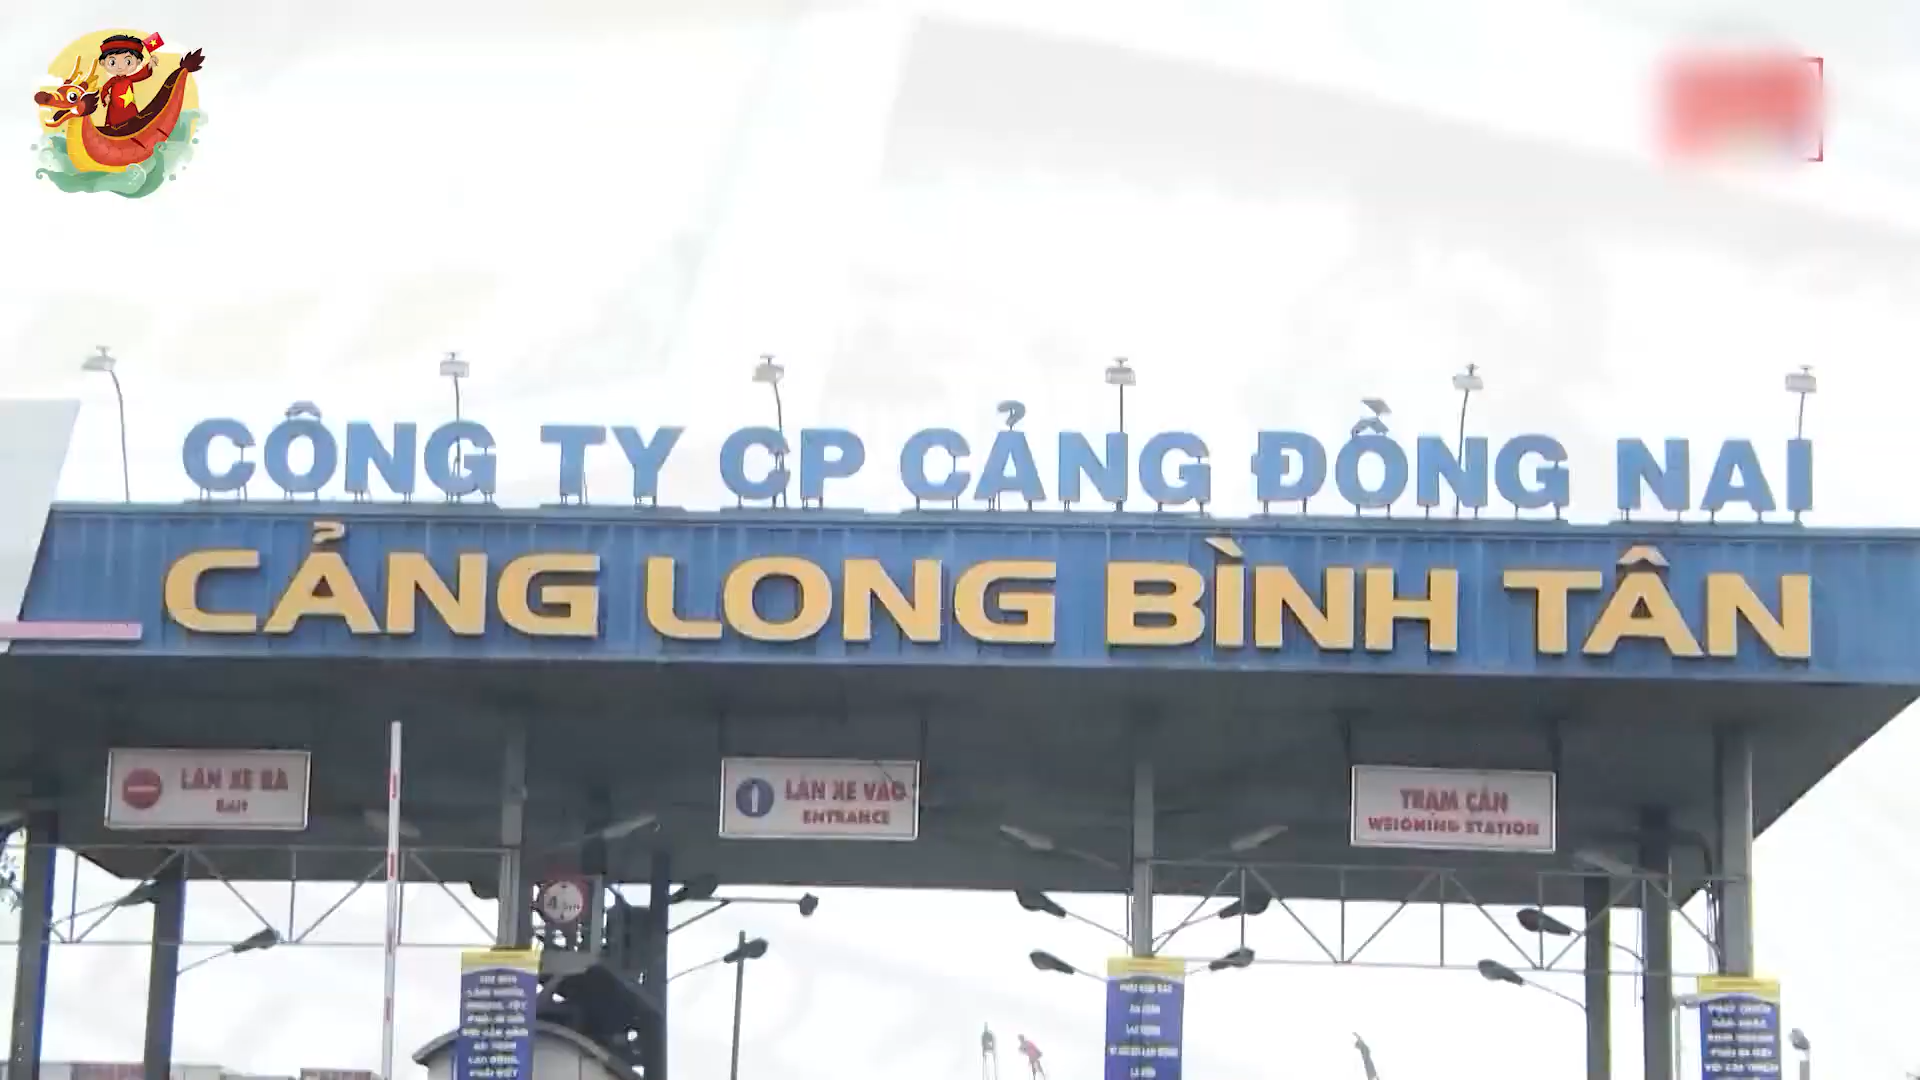 CÔNG TY CP CẢNG ĐỒNG NAI
CẢNG LONG BÌNH TÂN
LÀN XE RA
Exit
LÀN XE VÀO
ENTRANCE
TRẠM CÂN
WEIGHING STATION